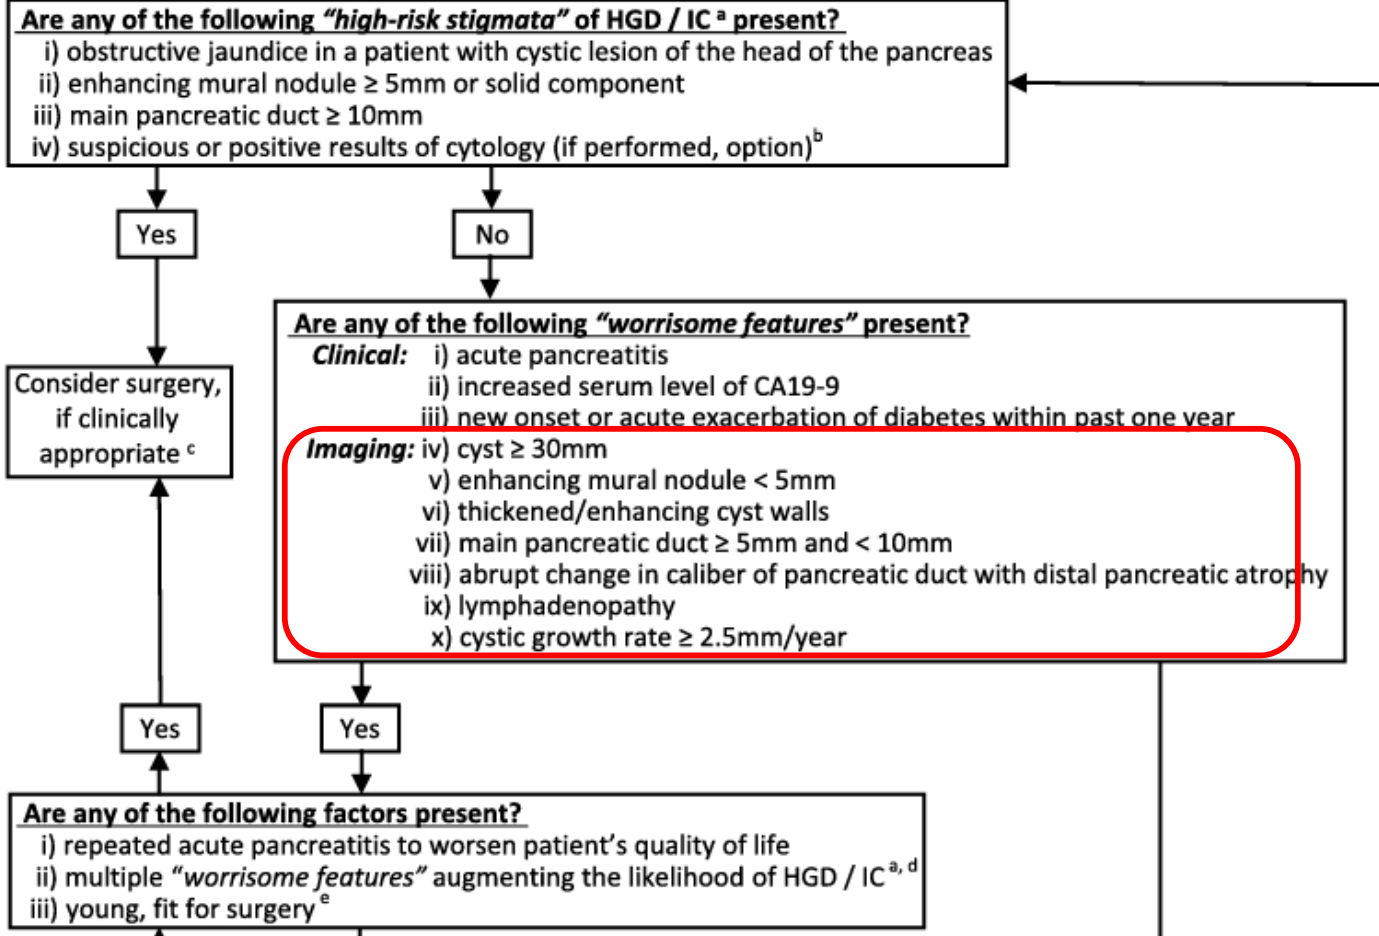 Are any of the following “high-risk stigmata” of HGD / IC a present?
i) obstructive jaundice in a patient with cystic lesion of the head of the pancreas
ii) enhancing mural nodule ≥ 5mm or solid component
iii) main pancreatic duct ≥ 10mm
iv) suspicious or positive results of cytology (if performed, option)b
Yes
No
Are any of the following “worrisome features” present?
Clinical: i) acute pancreatitis
ii) increased serum level of CA19-9
iii) new onset or acute exacerbation of diabetes within past one year
Imaging: iv) cyst ≥ 30mm
v) enhancing mural nodule < 5mm
vi) thickened/enhancing cyst walls
vii) main pancreatic duct ≥ 5mm and < 10mm
viii) abrupt change in caliber of pancreatic duct with distal pancreatic atrophy
ix) lymphadenopathy
x) cystic growth rate ≥ 2.5mm/year
Consider surgery,
if clinically
appropriate c
Yes
Yes
Are any of the following factors present?
i) repeated acute pancreatitis to worsen patient’s quality of life
ii) multiple “worrisome features” augmenting the likelihood of HGD / IC a, d
iii) young, fit for surgery e